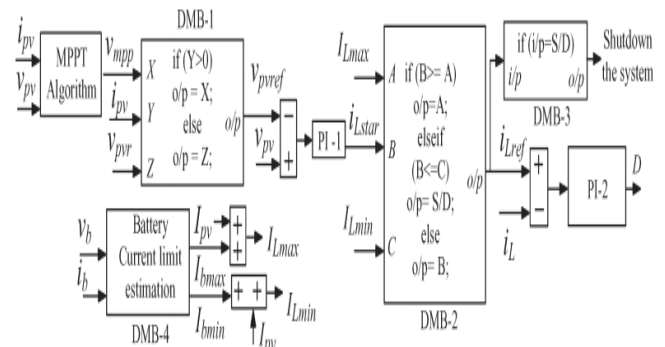 DMB-1
i_pv
v_pv
MPPT
Algorithm
v_mpp
i_pv
v_pvr
X
Y
Z
if (Y>0)
o/p = X;
else
o/p = Z;
o/p
v_pvref
v_pv
−
+
PI -1
i_Lstar
I_Lmax
I_Lmin
A
B
C
if (B>= A)
o/p=A;
elseif
(B<=C)
o/p= S/D;
else
o/p= B;
o/p
DMB-2
if (i/p=S/D)
i/p
o/p
DMB-3
Shutdown
the system
i_Lref
i_L
+
−
PI-2
D
v_b
i_b
Battery
Current limit
estimation
DMB-4
I_pv
I_bmax
I_bmin
+
+
I_Lmax
+ +
I_Lmin
I_pv